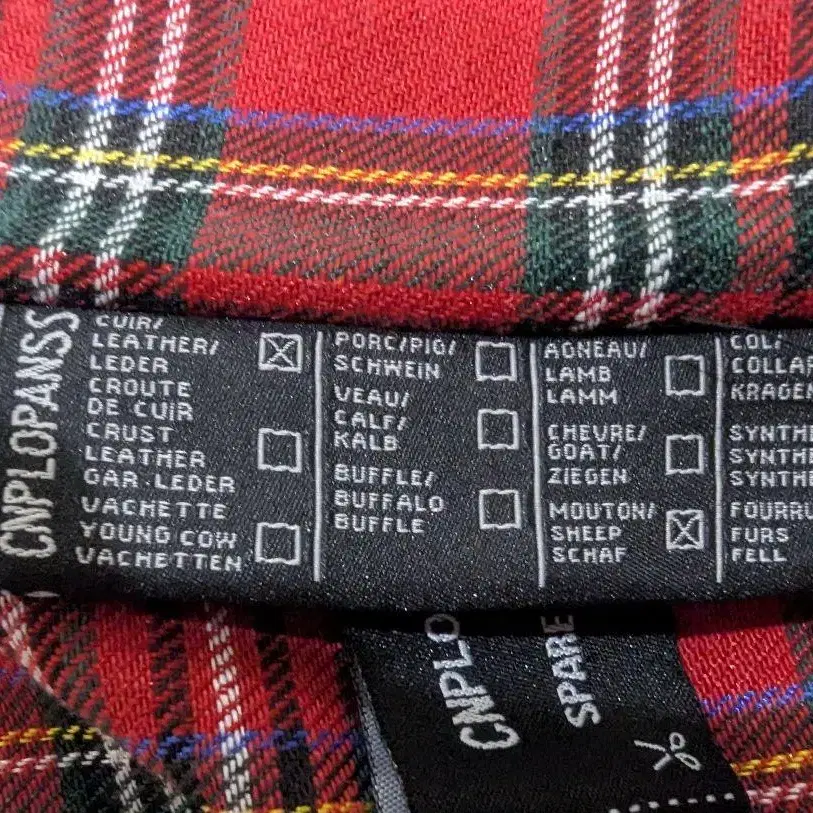 CNPLOPANSS
CUIR/
LEATHER/
LEDER
CROUTE
DE CUIR
CRUST
LEATHER
GAR.LEDER
VACHETTE
YOUNG COW
VACHETTEN
PORC/PIG/
SCHWEIN
VEAU/
CALF/
KALB
BUFFLE/
BUFFALO
BUFFLE
AGNEAU/
LAMB
LAMM
CHEVRE/
GOAT/
ZIEGEN
MOUTON/
SHEEP
SCHAF
COL/
COLLAR
KRAGEN
SYNTHE
SYNTHE
SYNTHE
FOURRU
FURS
FELL
CNPLO
SPARE